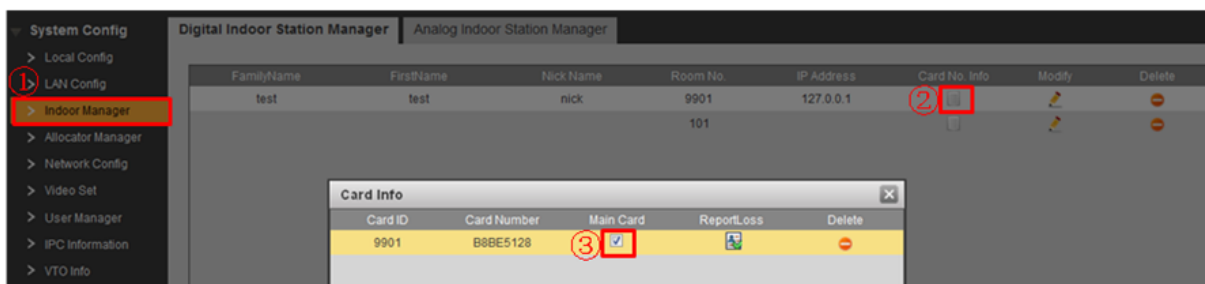 System Config
Digital Indoor Station Manager
Analog Indoor Station Manager
> Local Config
① > LAN Config
> Indoor Manager
> Allocator Manager
> Network Config
> Video Set
> User Manager
> IPC Information
> VTO Info
FamilyName FirstName Nick Name Room No. IP Address Card No. Info Modify Delete
test test nick 9901 127.0.0.1 ②
101
Card Info
Card ID Card Number Main Card ReportLoss Delete
9901 B8BE5128 ③